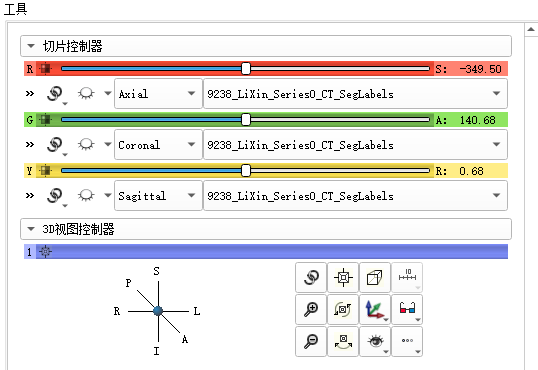 工具
切片控制器
R S: -349.50
Axial 9238_LiXin_Series0_CT_SegLabels
G A: 140.68
Coronal 9238_LiXin_Series0_CT_SegLabels
Y R: 0.68
Sagittal 9238_LiXin_Series0_CT_SegLabels
3D视图控制器
1
S
P
R L
A
I
10